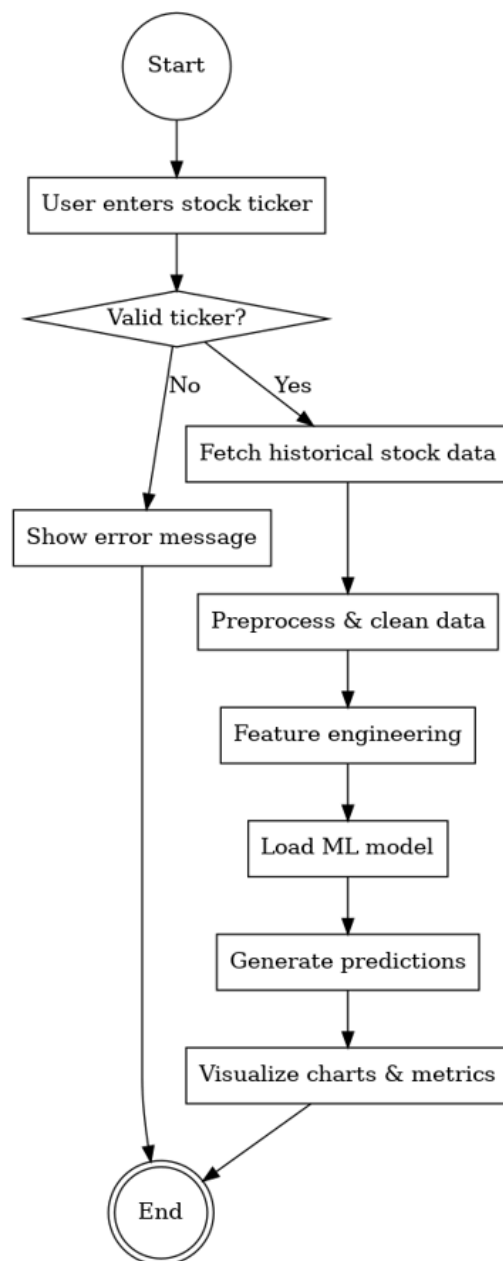 Start
User enters stock ticker
Valid ticker?
No
Yes
Fetch historical stock data
Show error message
Preprocess & clean data
Feature engineering
Load ML model
Generate predictions
Visualize charts & metrics
End